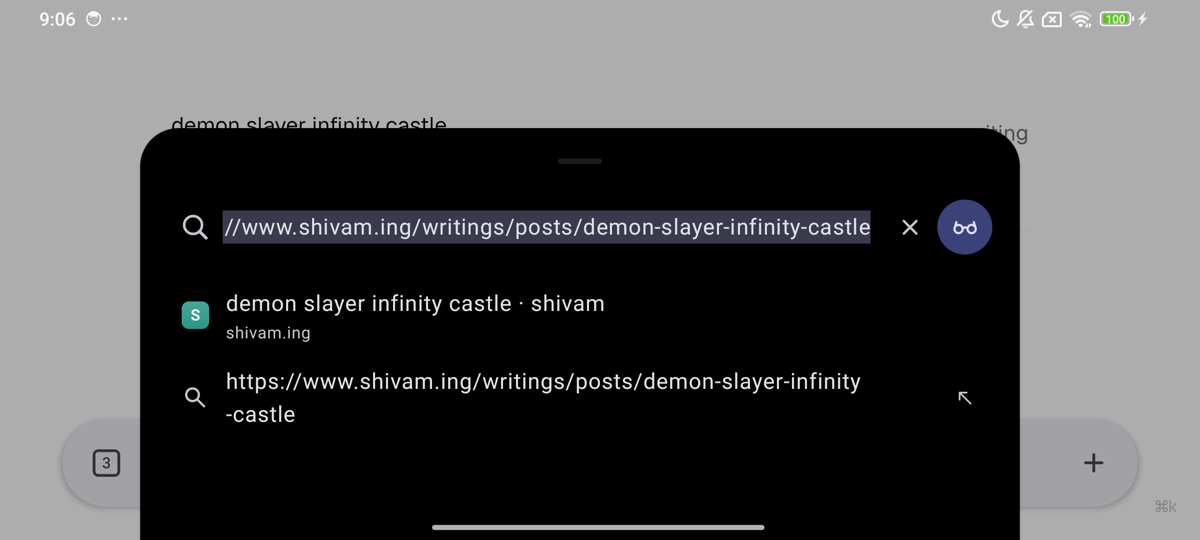 9:06
100
demon slayer infinity castle
iting
//www.shivam.ing/writings/posts/demon-slayer-infinity-castle
S
demon slayer infinity castle · shivam
shivam.ing
https://www.shivam.ing/writings/posts/demon-slayer-infinity
-castle
3
⌘k